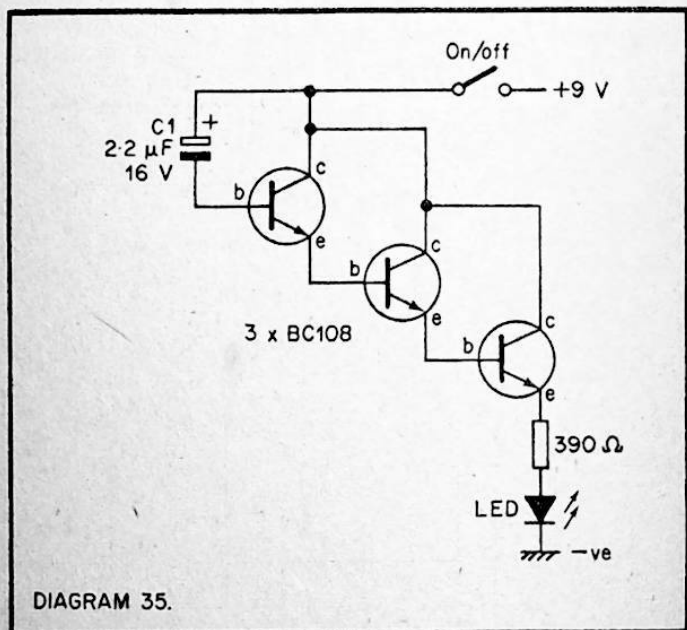 On/off
+9 V
C1 +
2·2 µF
16 V
b
c
e
b
c
e
3 x BC108
b
c
e
390 Ω
LED
−ve
DIAGRAM 35.